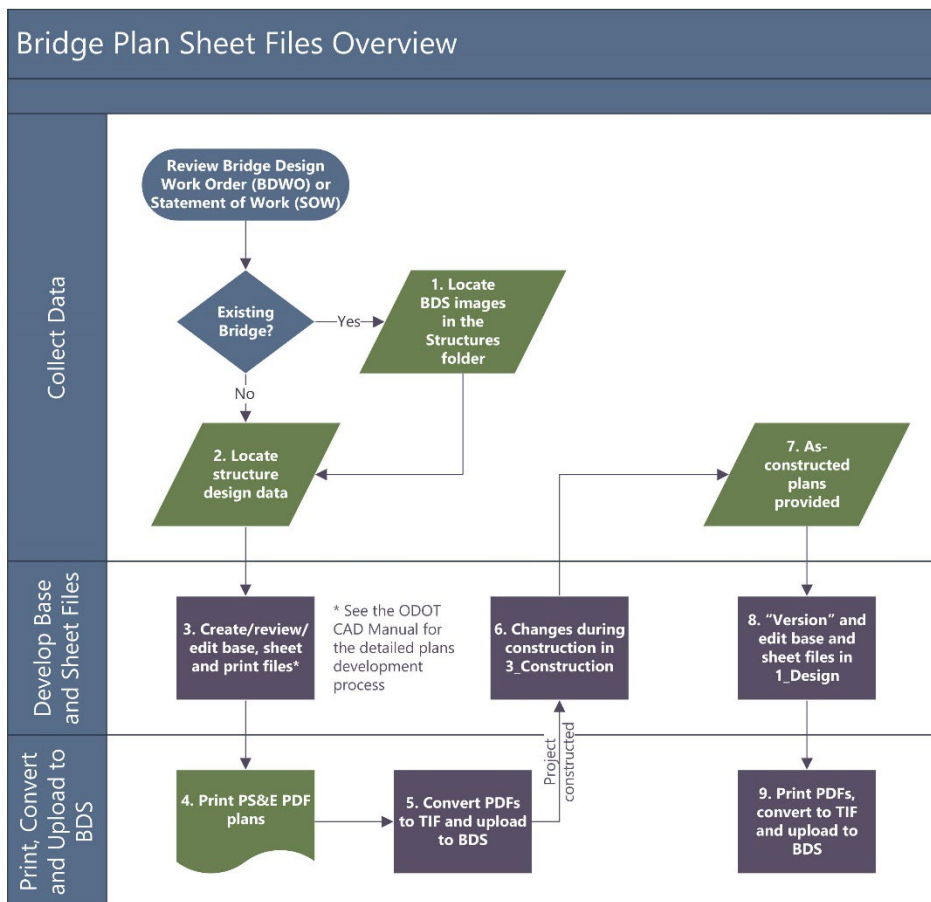 Bridge Plan Sheet Files Overview
Collect Data
Review Bridge Design
Work Order (BDWO) or
Statement of Work (SOW)
Existing
Bridge?
Yes
No
1. Locate
BDS images
in the
Structures
folder
2. Locate
structure
design data
7. As-
constructed
plans
provided
Develop Base
and Sheet Files
3. Create/review/
edit base, sheet
and print files*
* See the ODOT
CAD Manual for
the detailed plans
development
process
6. Changes during
construction in
3_Construction
8. “Version” and
edit base and
sheet files in
1_Design
Print, Convert
and Upload to
BDS
4. Print PS&E PDF
plans
5. Convert PDFs
to TIF and upload
to BDS
Project
constructed
9. Print PDFs,
convert to TIF
and upload to
BDS